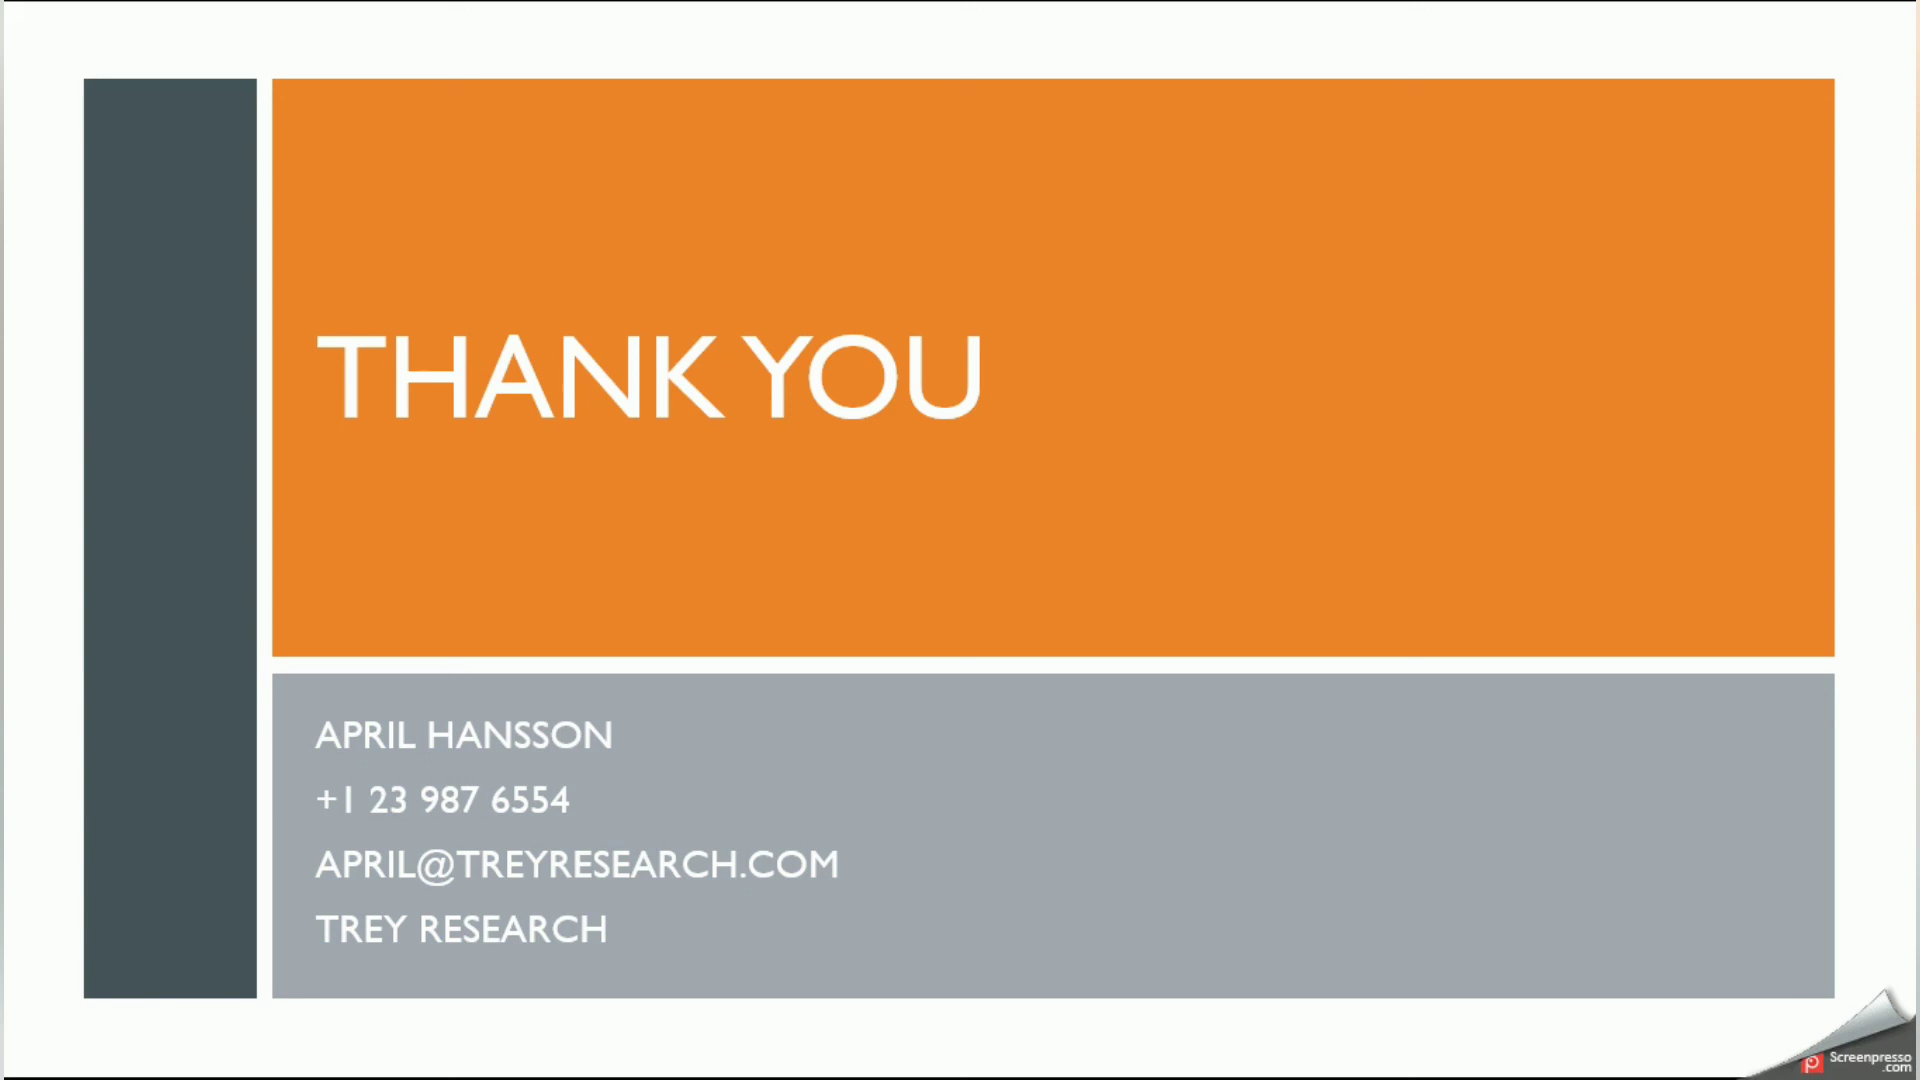 THANK YOU
APRIL HANSSON
+1 23 987 6554
APRIL@TREYRESEARCH.COM
TREY RESEARCH
Screenpresso
.com